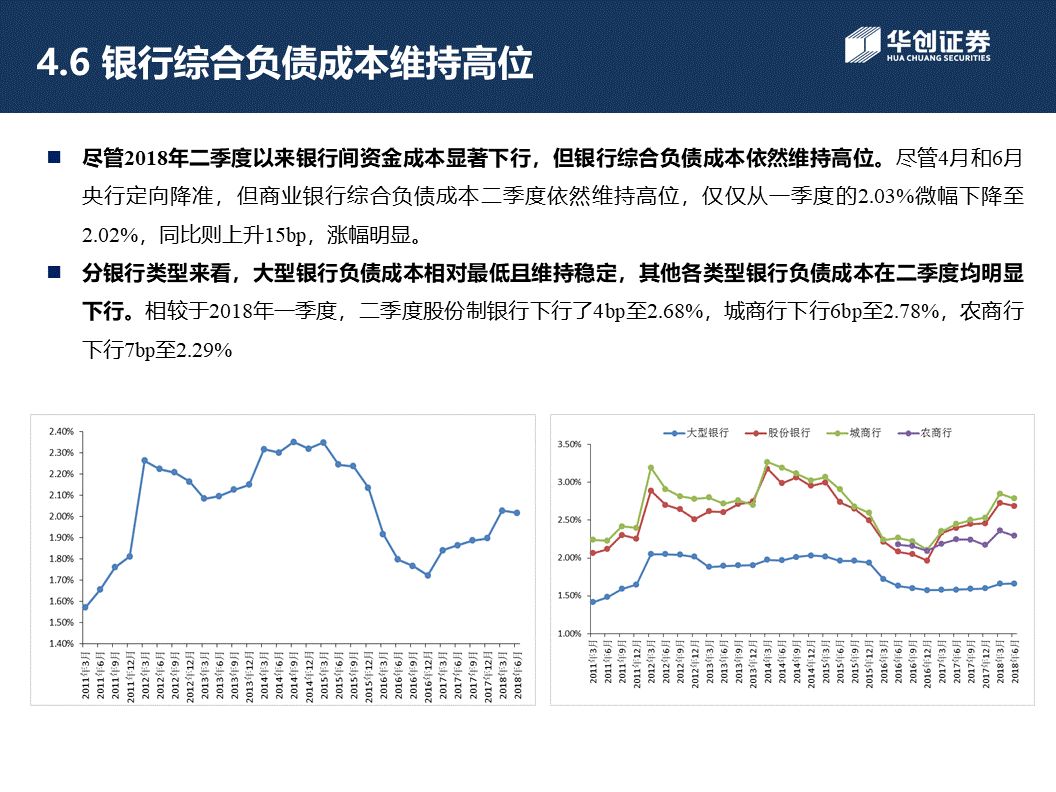 4.6 银行综合负债成本维持高位
华创证券
HUA CHUANG SECURITIES
■ 尽管2018年二季度以来银行间资金成本显著下行，但银行综合负债成本依然维持高位。尽管4月和6月
央行定向降准，但商业银行综合负债成本二季度依然维持高位，仅仅从一季度的2.03%微幅下降至
2.02%，同比则上升15bp，涨幅明显。
■ 分银行类型来看，大型银行负债成本相对最低且维持稳定，其他各类型银行负债成本在二季度均明显
下行。相较于2018年一季度，二季度股份制银行下行了4bp至2.68%，城商行下行6bp至2.78%，农商行
下行7bp至2.29%
2.40%
2.30%
2.20%
2.10%
2.00%
1.90%
1.80%
1.70%
1.60%
1.50%
1.40%
2011年3月
2011年6月
2011年9月
2011年12月
2012年3月
2012年6月
2012年9月
2012年12月
2013年3月
2013年6月
2013年9月
2013年12月
2014年3月
2014年6月
2014年9月
2014年12月
2015年3月
2015年6月
2015年9月
2015年12月
2016年3月
2016年6月
2016年9月
2016年12月
2017年3月
2017年6月
2017年9月
2017年12月
2018年3月
2018年6月
大型银行 股份银行 城商行 农商行
3.50%
3.00%
2.50%
2.00%
1.50%
1.00%
2011年3月
2011年6月
2011年9月
2011年12月
2012年3月
2012年6月
2012年9月
2012年12月
2013年3月
2013年6月
2013年9月
2013年12月
2014年3月
2014年6月
2014年9月
2014年12月
2015年3月
2015年6月
2015年9月
2015年12月
2016年3月
2016年6月
2016年9月
2016年12月
2017年3月
2017年6月
2017年9月
2017年12月
2018年3月
2018年6月